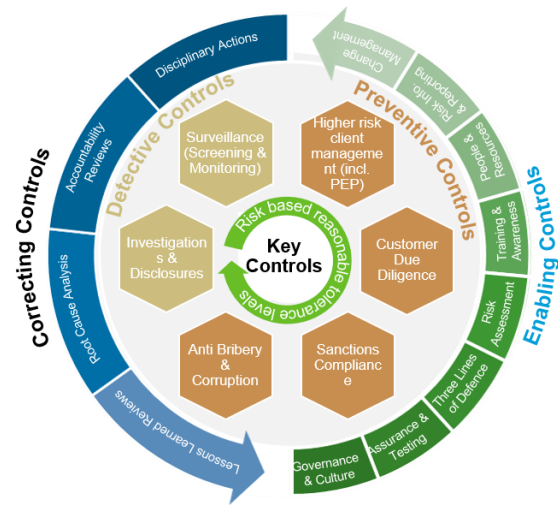 Disciplinary Actions
Accountability
Reviews
Root Cause Analysis
Lessons Learned Reviews
Correcting Controls
Detective Controls
Surveillance
(Screening &
Monitoring)
Investigation
s &
Disclosures
Anti Bribery
&
Corruption
Higher risk
client
manageme
nt (incl.
PEP)
Customer
Due
Diligence
Sanctions
Complianc
e
Preventive Controls
Risk based reasonable
tolerance levels
Key
Controls
Change
Management
Risk Info.
& Reporting
People &
Resources
Training &
Awareness
Risk
Assessment
Three Lines
of Defence
Assurance &
Testing
Governance
& Culture
Enabling Controls